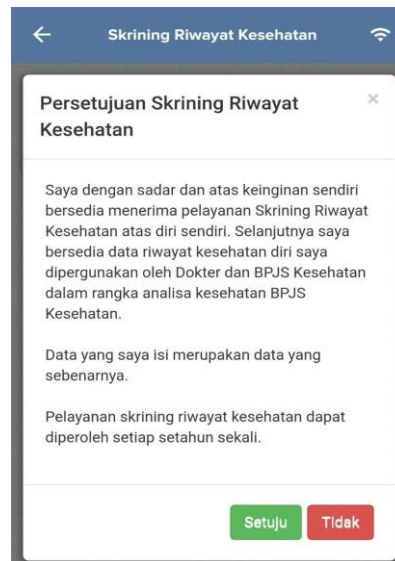 Skrining Riwayat Kesehatan
Persetujuan Skrining Riwayat
Kesehatan
Saya dengan sadar dan atas keinginan sendiri
bersedia menerima pelayanan Skrining Riwayat
Kesehatan atas diri sendiri. Selanjutnya saya
bersedia data riwayat kesehatan diri saya
dipergunakan oleh Dokter dan BPJS Kesehatan
dalam rangka analisa kesehatan BPJS
Kesehatan.
Data yang saya isi merupakan data yang
sebenarnya.
Pelayanan skrining riwayat kesehatan dapat
diperoleh setiap setahun sekali.
Setuju Tidak